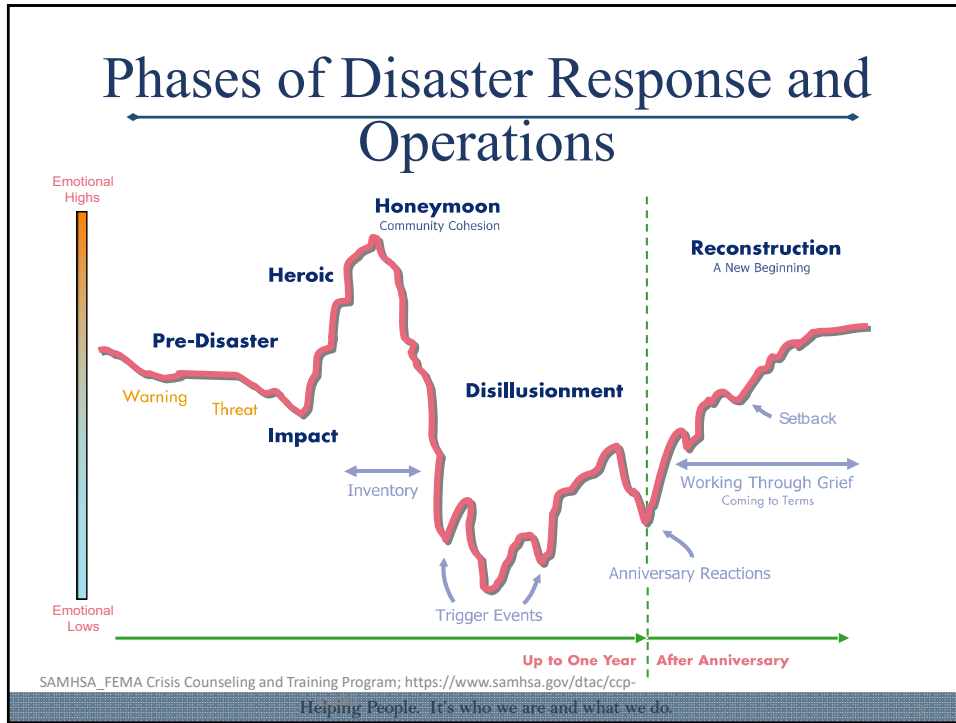 Phases of Disaster Response and
Operations
Emotional
Highs
Honeymoon
Community Cohesion
Reconstruction
A New Beginning
Heroic
Pre-Disaster
Warning
Threat
Impact
Disillusionment
Setback
Inventory
Working Through Grief
Coming to Terms
Anniversary Reactions
Trigger Events
Emotional
Lows
Up to One Year
After Anniversary
SAMHSA_FEMA Crisis Counseling and Training Program; https://www.samhsa.gov/dtac/ccp-
Helping People. It's who we are and what we do.